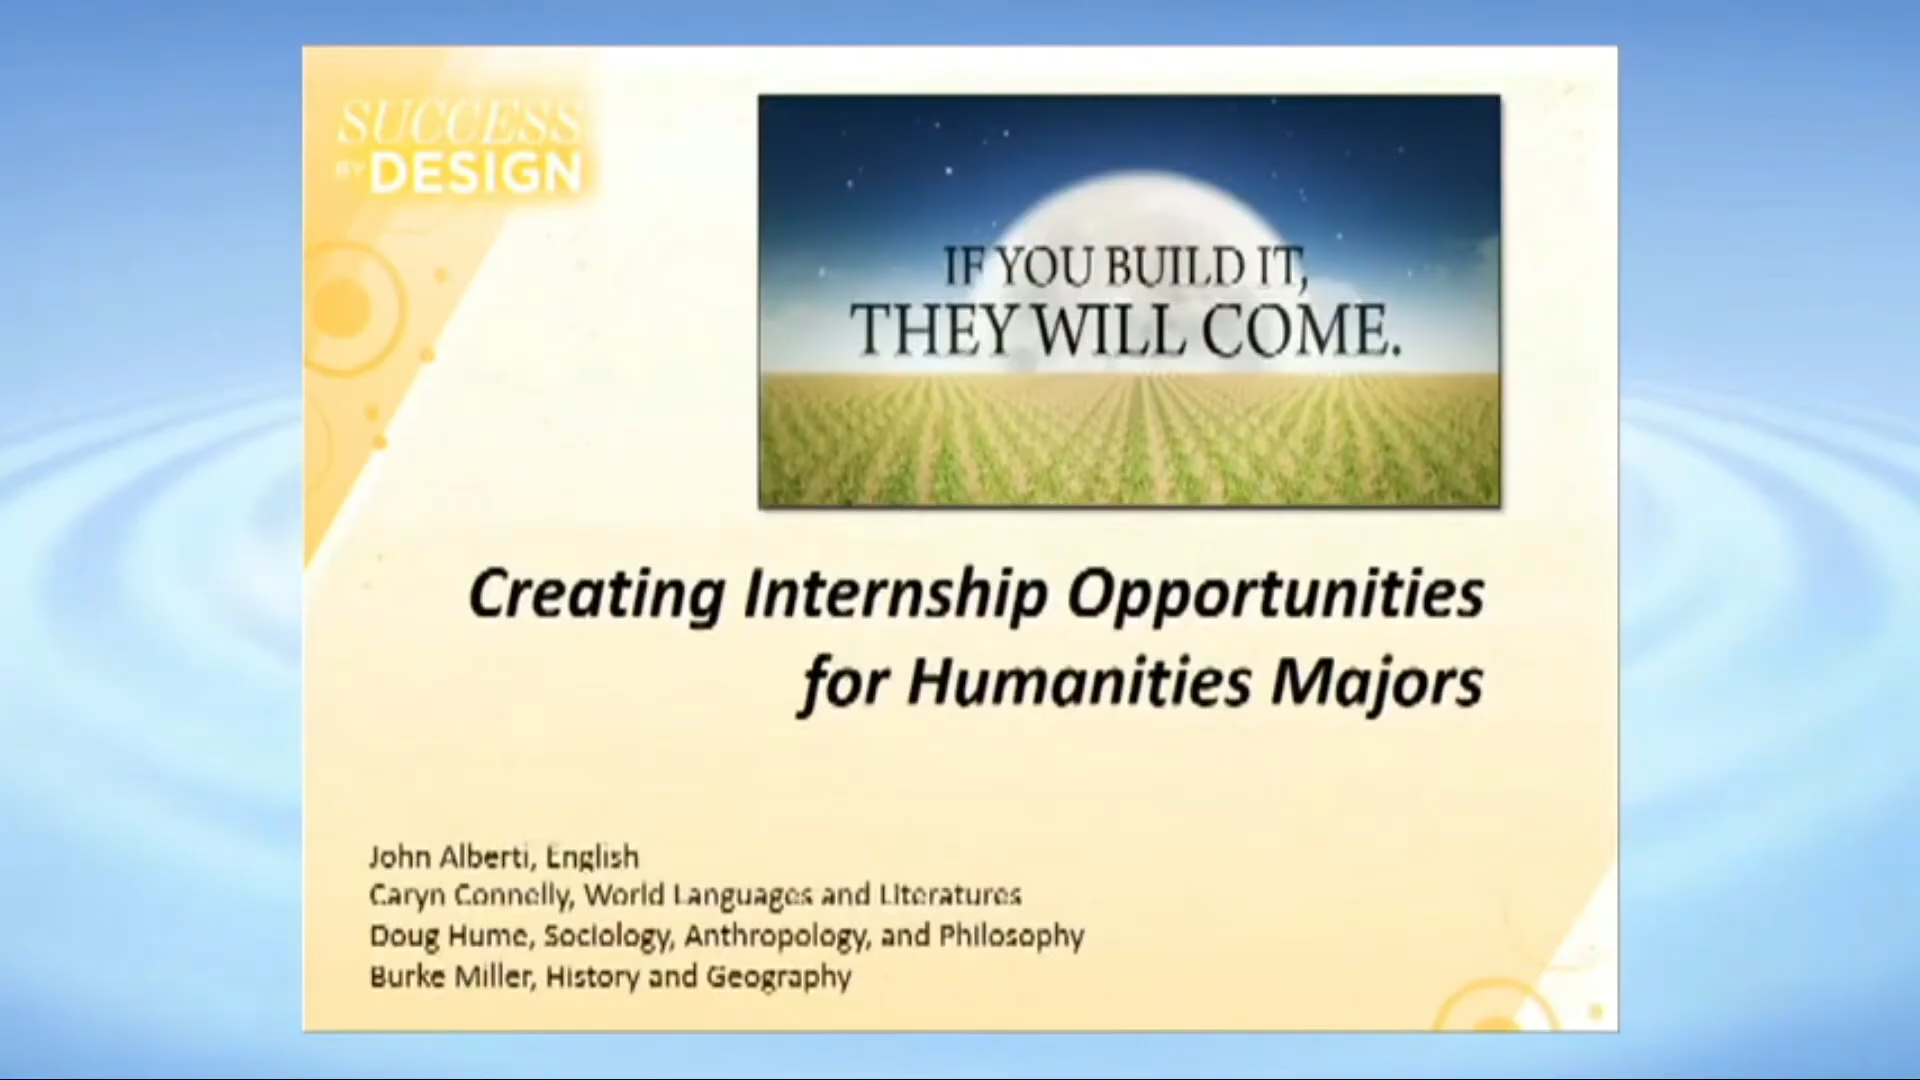 SUCCESS
BY DESIGN
IF YOU BUILD IT,
THEY WILL COME.
Creating Internship Opportunities
for Humanities Majors
John Alberti, English
Caryn Connelly, World Languages and Literatures
Doug Hume, Sociology, Anthropology, and Philosophy
Burke Miller, History and Geography